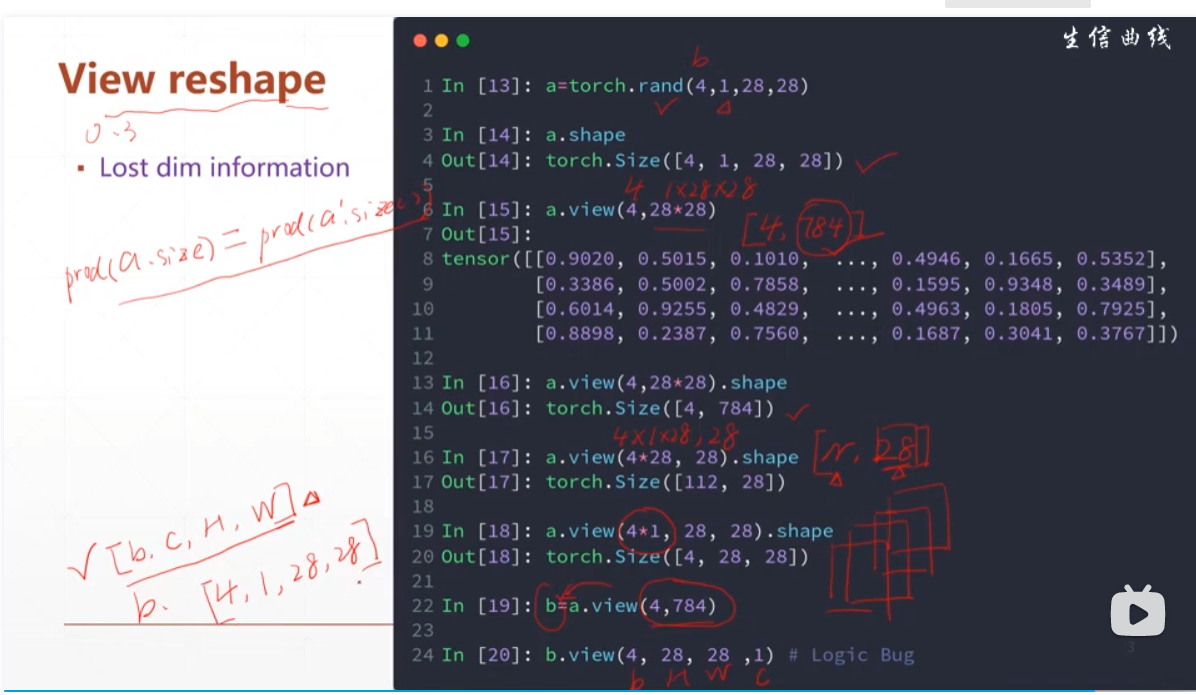 View reshape
0.3
▪ Lost dim information
prod(a.size) = prod(a'.size)
✓ [b, c, H, W]
b. [4, 1, 28, 28]
生信曲线
b
1 In [13]: a=torch.rand(4,1,28,28)
2
3 In [14]: a.shape
4 Out[14]: torch.Size([4, 1, 28, 28])
5
4 1×28×28
6 In [15]: a.view(4,28*28)
[4, 784]
7 Out[15]:
8 tensor([[0.9020, 0.5015, 0.1010, ..., 0.4946, 0.1665, 0.5352],
9 [0.3386, 0.5002, 0.7858, ..., 0.1595, 0.9348, 0.3489],
10 [0.6014, 0.9255, 0.4829, ..., 0.4963, 0.1805, 0.7925],
11 [0.8898, 0.2387, 0.7560, ..., 0.1687, 0.3041, 0.3767]])
12
13 In [16]: a.view(4,28*28).shape
14 Out[16]: torch.Size([4, 784])
15
4×1×28, 28
16 In [17]: a.view(4*28, 28).shape
[N, 28]
17 Out[17]: torch.Size([112, 28])
18
19 In [18]: a.view(4*1, 28, 28).shape
20 Out[18]: torch.Size([4, 28, 28])
21
22 In [19]: b=a.view(4,784)
23
24 In [20]: b.view(4, 28, 28 ,1) # Logic Bug
b H W C